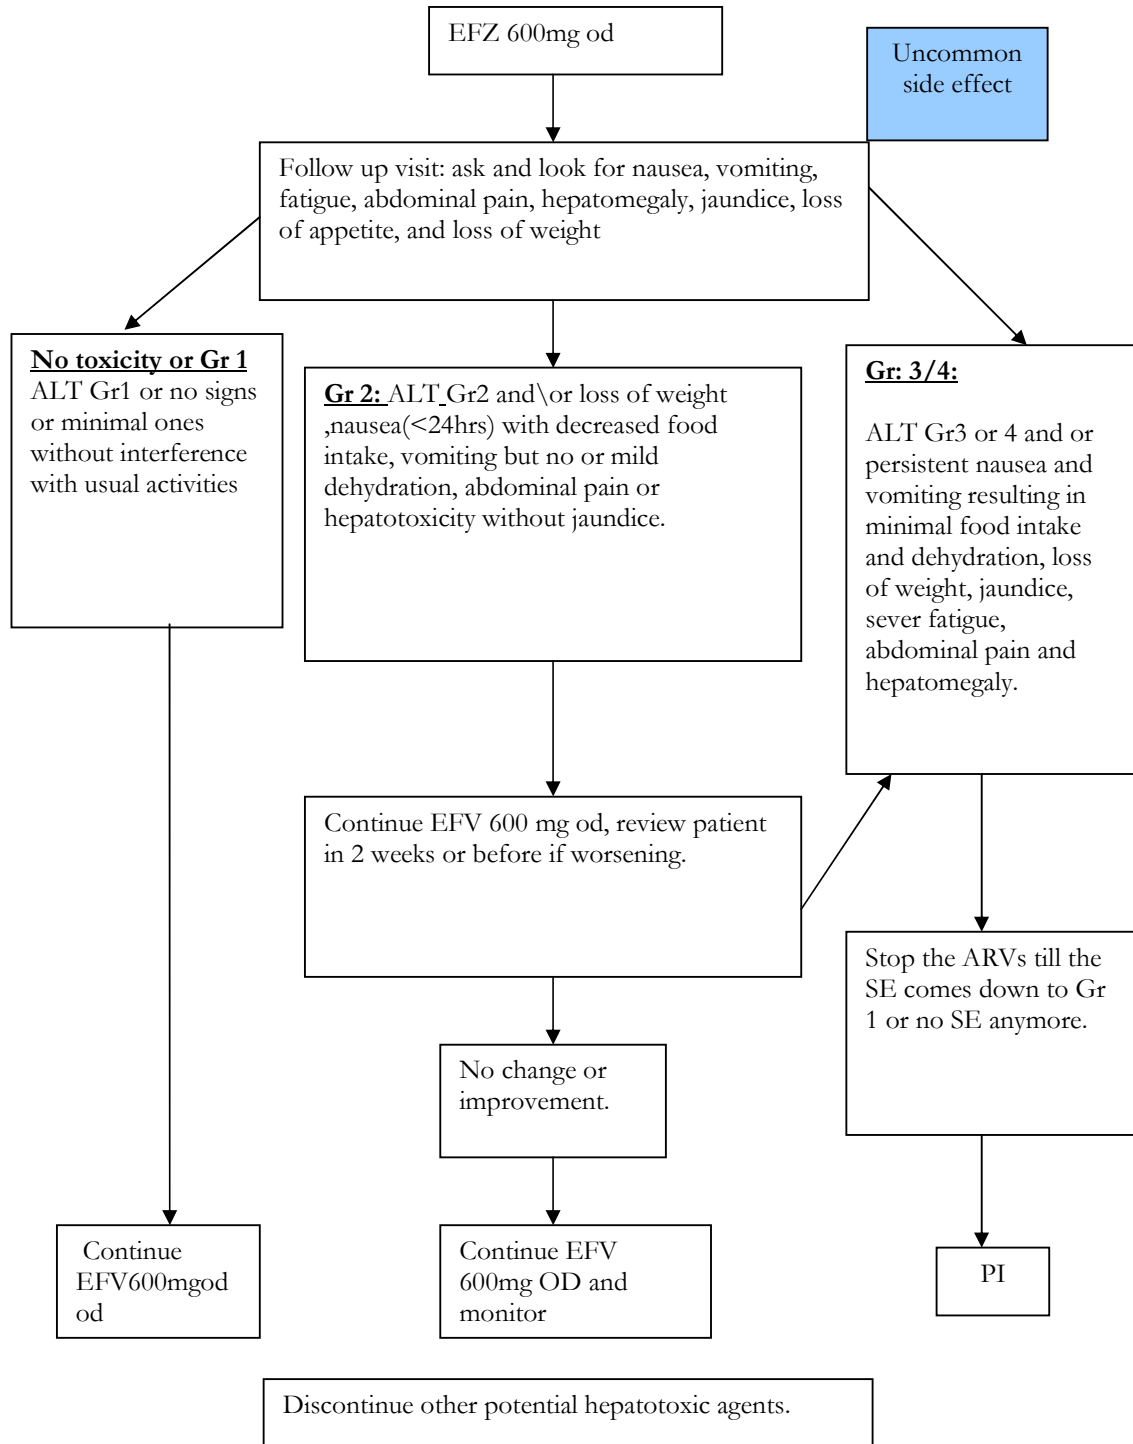 EFZ 600mg od
Uncommon
side effect
Follow up visit: ask and look for nausea, vomiting,
fatigue, abdominal pain, hepatomegaly, jaundice, loss
of appetite, and loss of weight
No toxicity or Gr 1
ALT Gr1 or no signs
or minimal ones
without interference
with usual activities
Gr 2: ALT Gr2 and\or loss of weight
,nausea(<24hrs) with decreased food
intake, vomiting but no or mild
dehydration, abdominal pain or
hepatotoxicity without jaundice.
Gr: 3/4:
ALT Gr3 or 4 and or
persistent nausea and
vomiting resulting in
minimal food intake
and dehydration, loss
of weight, jaundice,
sever fatigue,
abdominal pain and
hepatomegaly.
Continue EFV 600 mg od, review patient
in 2 weeks or before if worsening.
Stop the ARVs till the
SE comes down to Gr
1 or no SE anymore.
No change or
improvement.
Continue
EFV600mgod
od
Continue EFV
600mg OD and
monitor
PI
Discontinue other potential hepatotoxic agents.